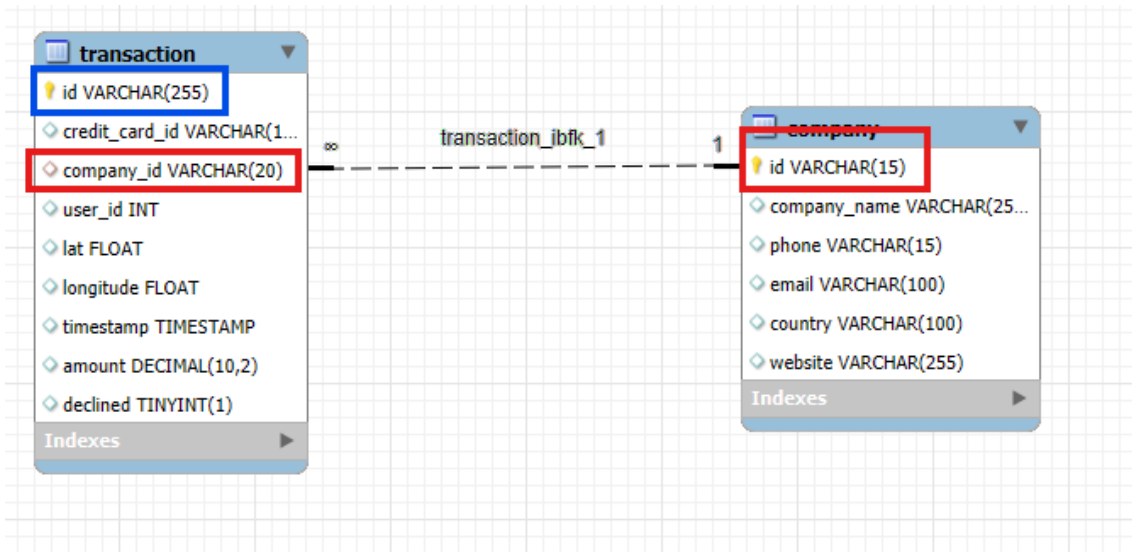 transaction
id VARCHAR(255)
credit_card_id VARCHAR(1...
company_id VARCHAR(20)
user_id INT
lat FLOAT
longitude FLOAT
timestamp TIMESTAMP
amount DECIMAL(10,2)
declined TINYINT(1)
Indexes
∞
transaction_ibfk_1
1
company
id VARCHAR(15)
company_name VARCHAR(25...
phone VARCHAR(15)
email VARCHAR(100)
country VARCHAR(100)
website VARCHAR(255)
Indexes